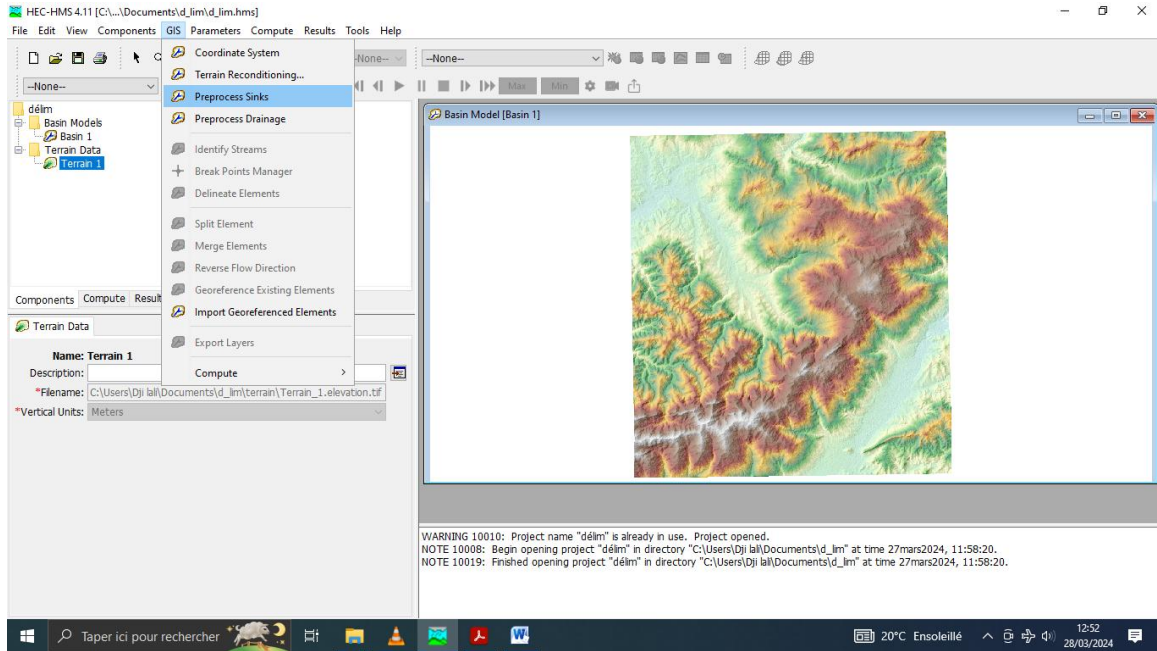 HEC-HMS 4.11 [C:\...\Documents\d_lim\d_lim.hms]
File Edit View Components GIS Parameters Compute Results Tools Help
--None--
--None--
--None--
Max Min
délim
Basin Models
Basin 1
Terrain Data
Terrain 1
Components Compute Result
Coordinate System
Terrain Reconditioning...
Preprocess Sinks
Preprocess Drainage
Identify Streams
Break Points Manager
Delineate Elements
Split Element
Merge Elements
Reverse Flow Direction
Georeference Existing Elements
Import Georeferenced Elements
Export Layers
Compute >
Terrain Data
Name: Terrain 1
Description:
*Filename: C:\Users\Dji lali\Documents\d_lim\terrain\Terrain_1.elevation.tif
*Vertical Units: Meters
Basin Model [Basin 1]
WARNING 10010: Project name "délim" is already in use. Project opened.
NOTE 10008: Begin opening project "délim" in directory "C:\Users\Dji lali\Documents\d_lim" at time 27mars2024, 11:58:20.
NOTE 10019: Finished opening project "délim" in directory "C:\Users\Dji lali\Documents\d_lim" at time 27mars2024, 11:58:20.
Taper ici pour rechercher
20°C Ensoleillé
12:52
28/03/2024